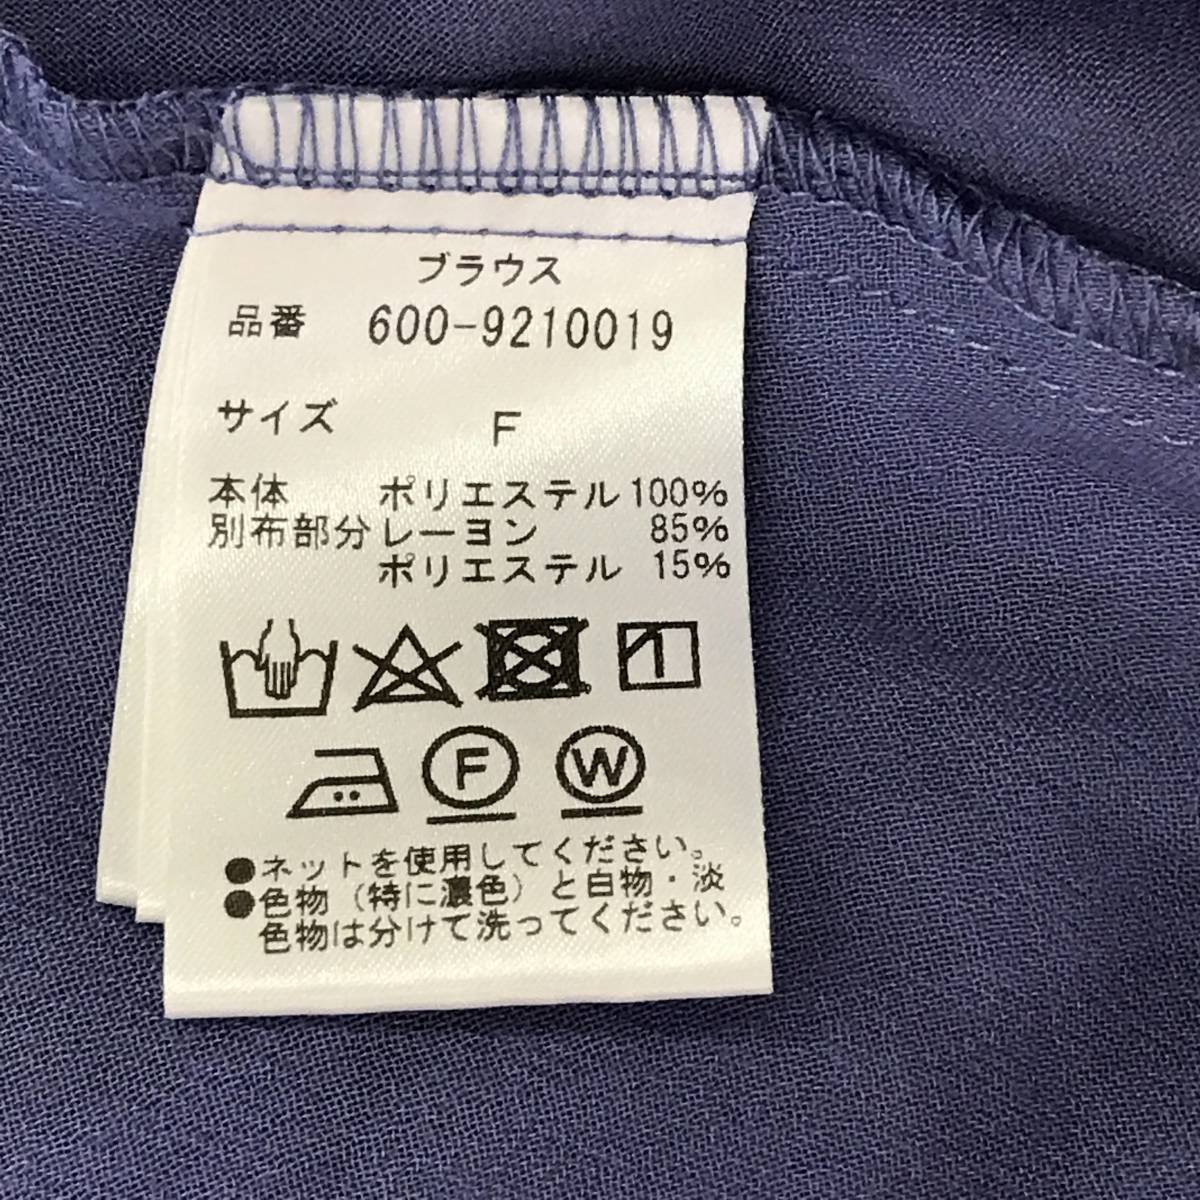 ブラウス
品番 600-9210019
サイズ F
本体 ポリエステル 100%
別布部分 レーヨン 85%
ポリエステル 15%
F W
●ネットを使用してください。
●色物（特に濃色）と白物・淡
色物は分けて洗ってください。